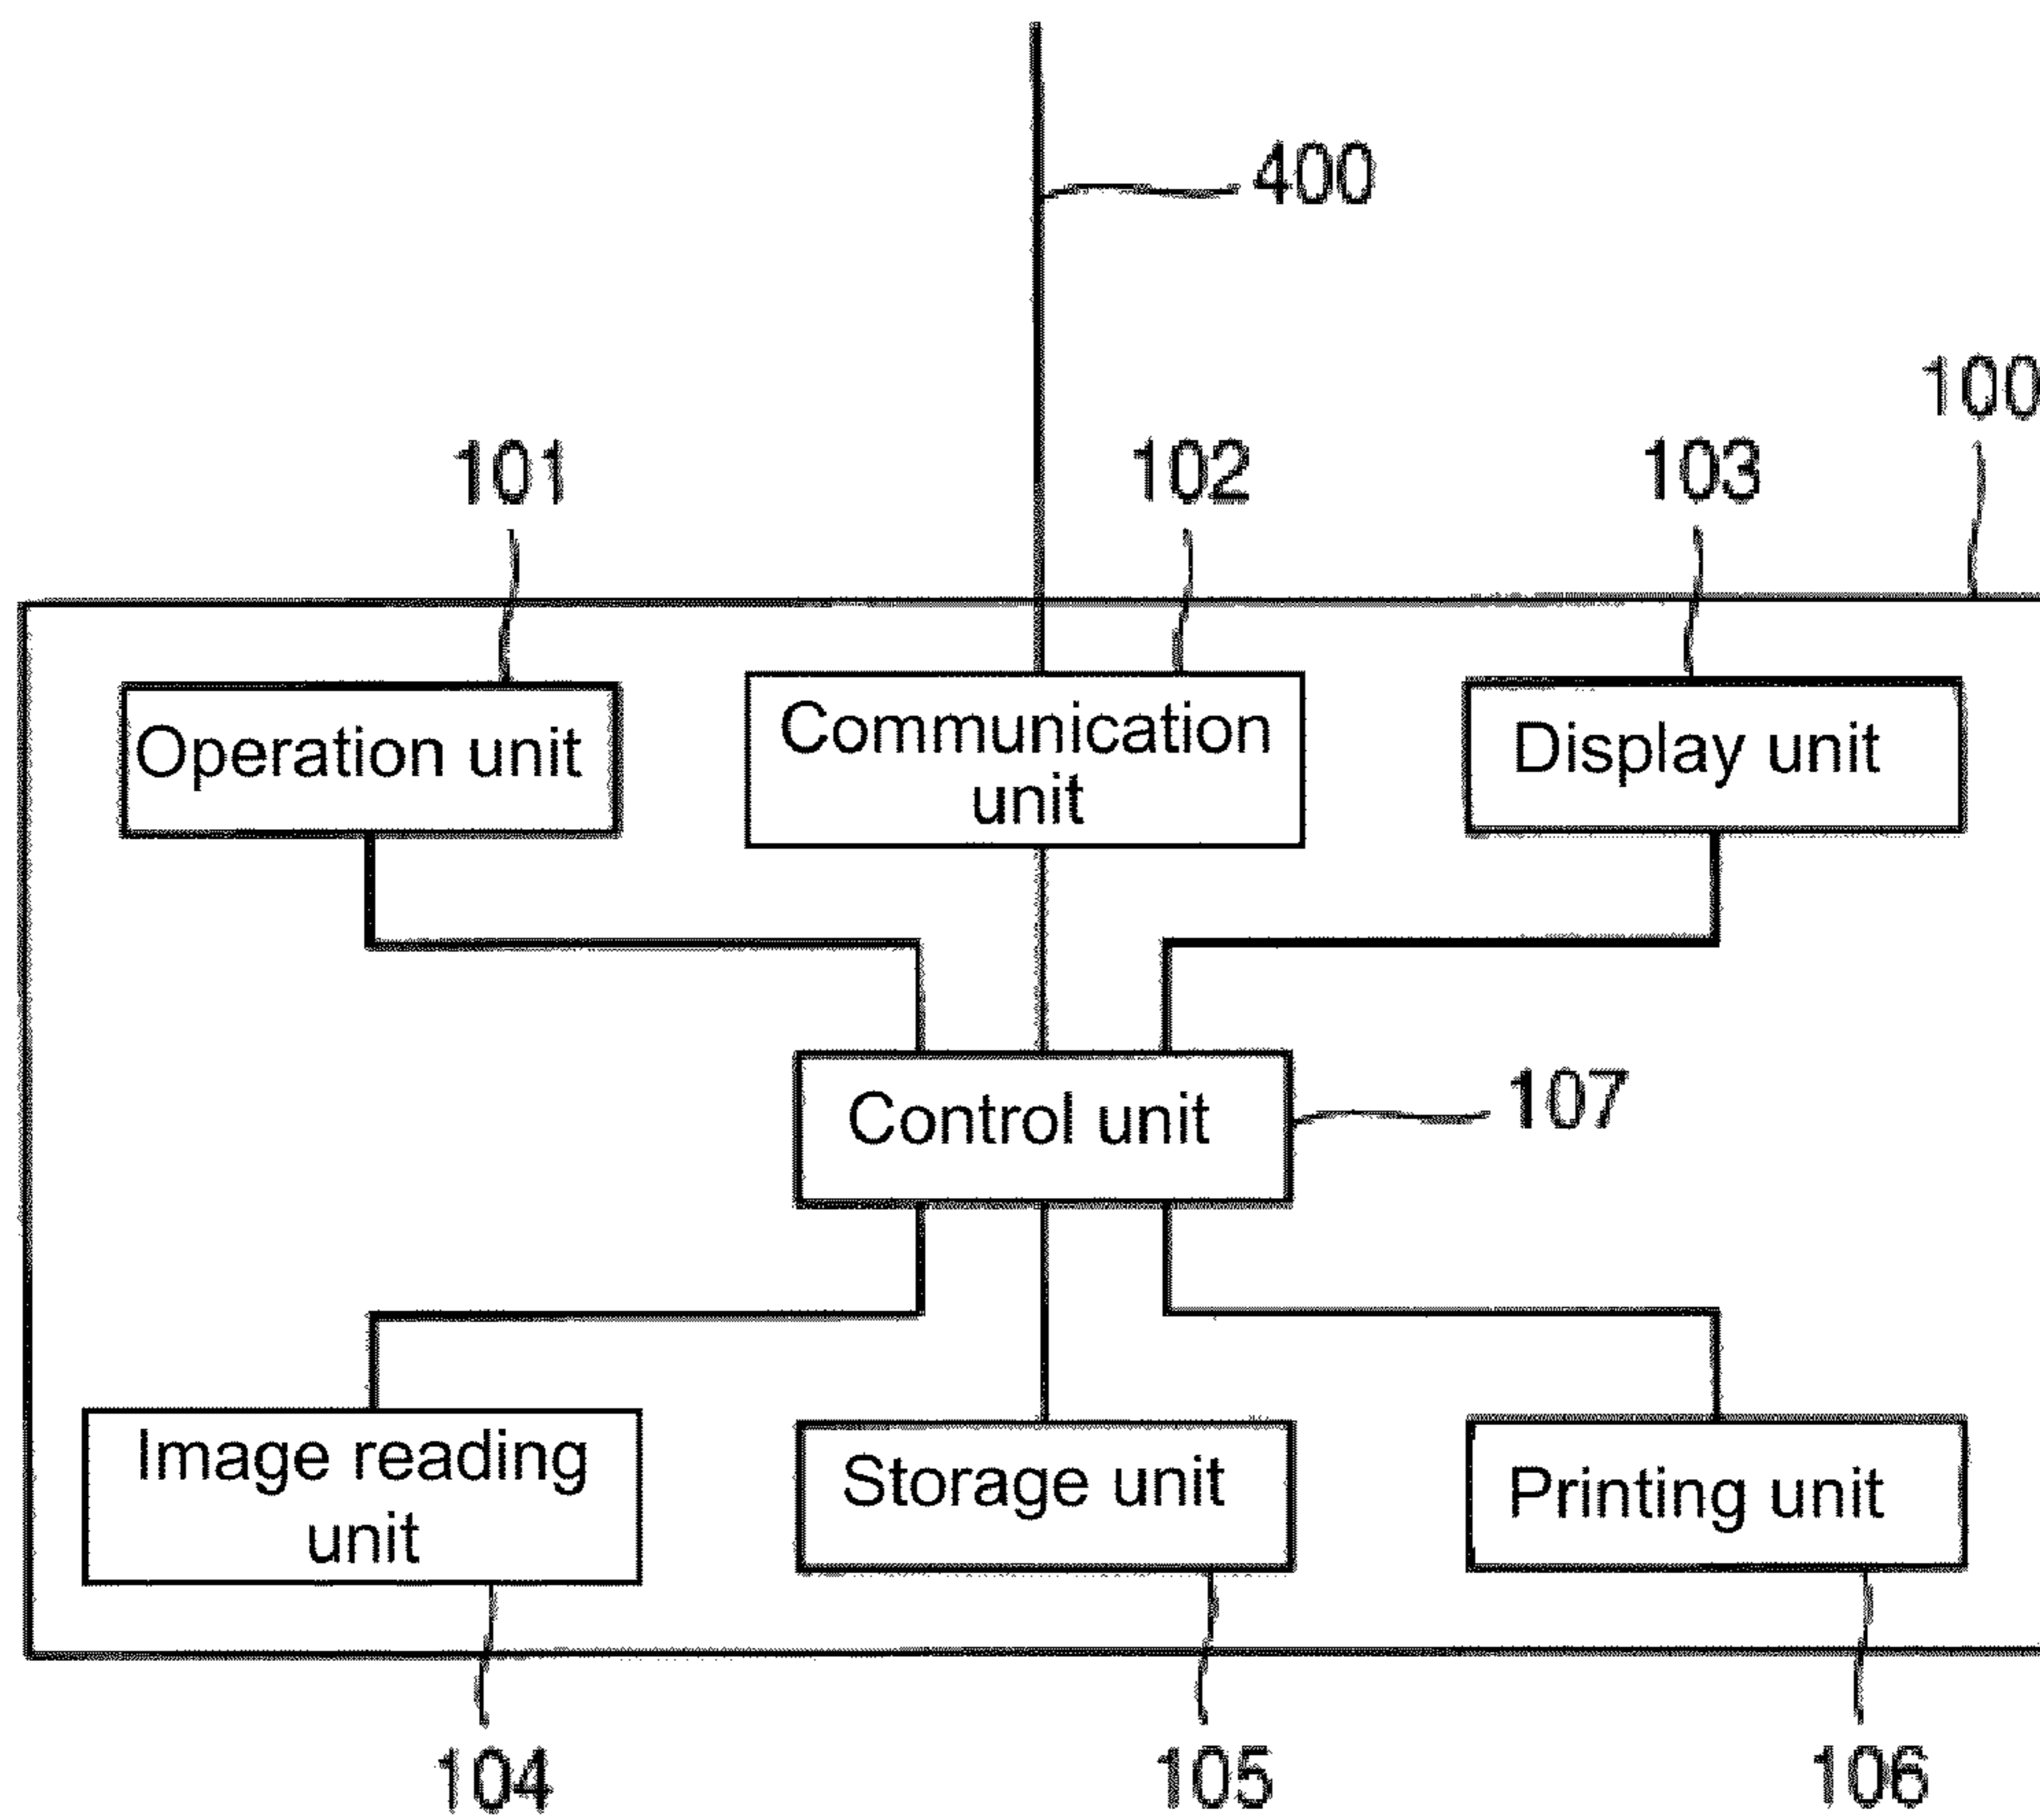 400
100
101
102
103
Operation unit
Communication
unit
Display unit
Control unit
107
Image reading
unit
Storage unit
Printing unit
104
105
106